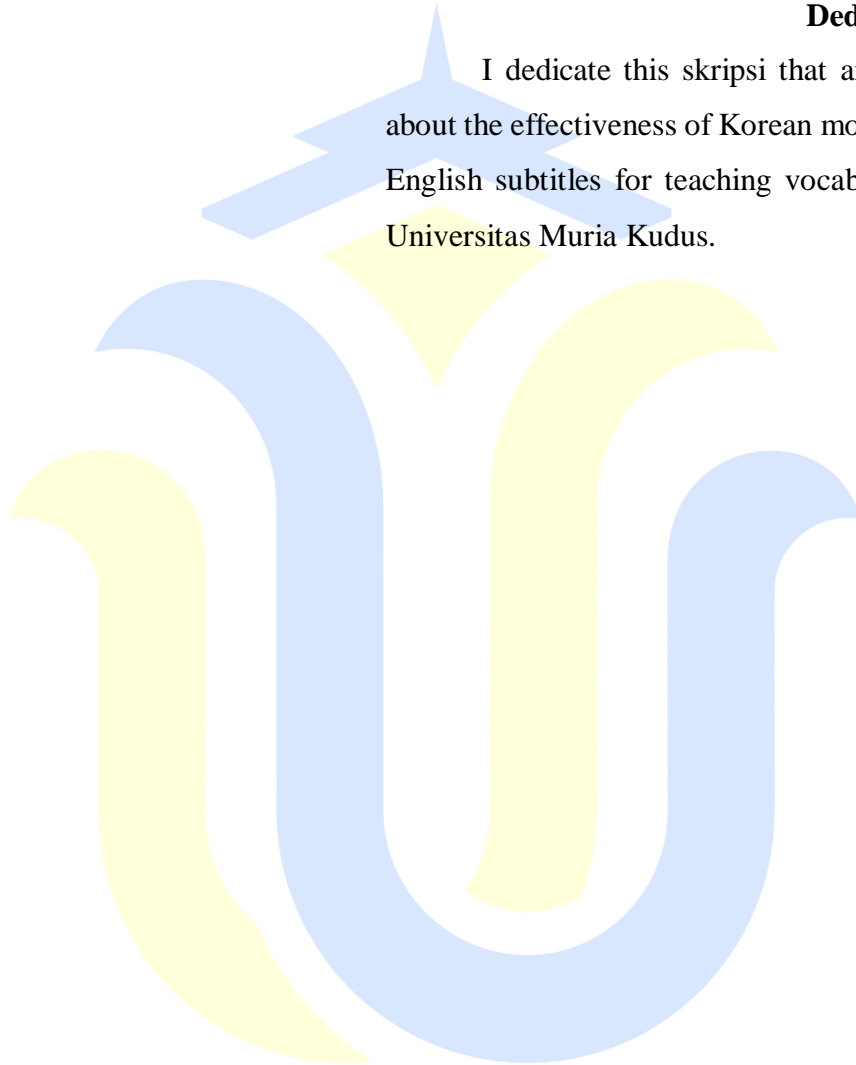 Ded
I dedicate this skripsi that a
about the effectiveness of Korean mo
English subtitles for teaching vocab
Universitas Muria Kudus.